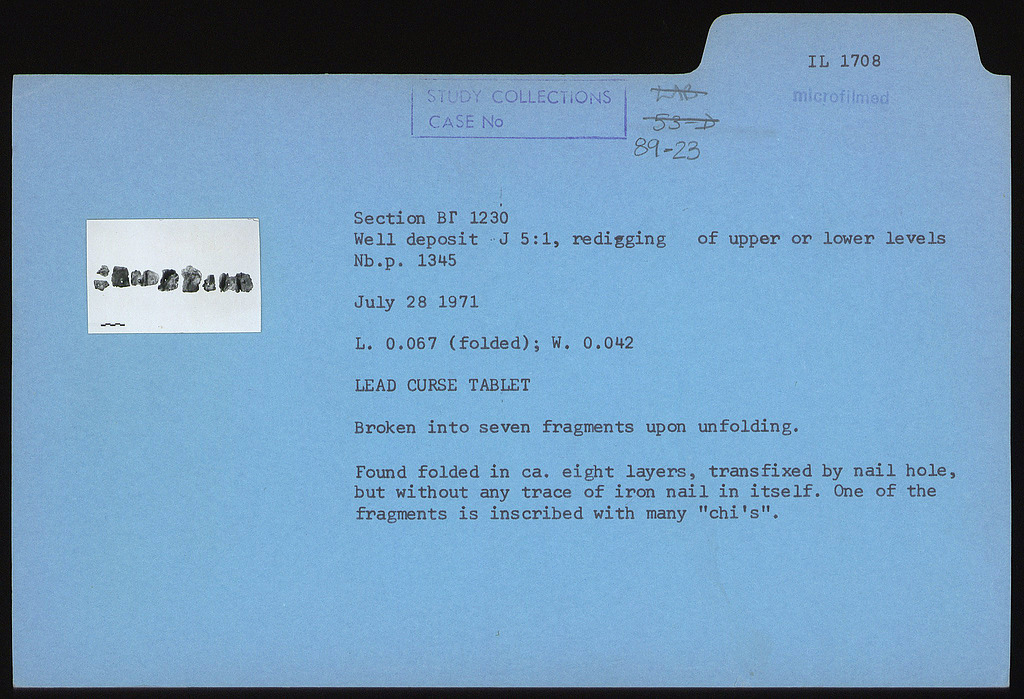 IL 1708
microfilmed
STUDY COLLECTIONS
CASE No
LAB
53-D
89-23
Section ΒΓ 1230
Well deposit J 5:1, redigging of upper or lower levels
Nb.p. 1345
July 28 1971
L. 0.067 (folded); W. 0.042
LEAD CURSE TABLET
Broken into seven fragments upon unfolding.
Found folded in ca. eight layers, transfixed by nail hole,
but without any trace of iron nail in itself. One of the
fragments is inscribed with many "chi's".